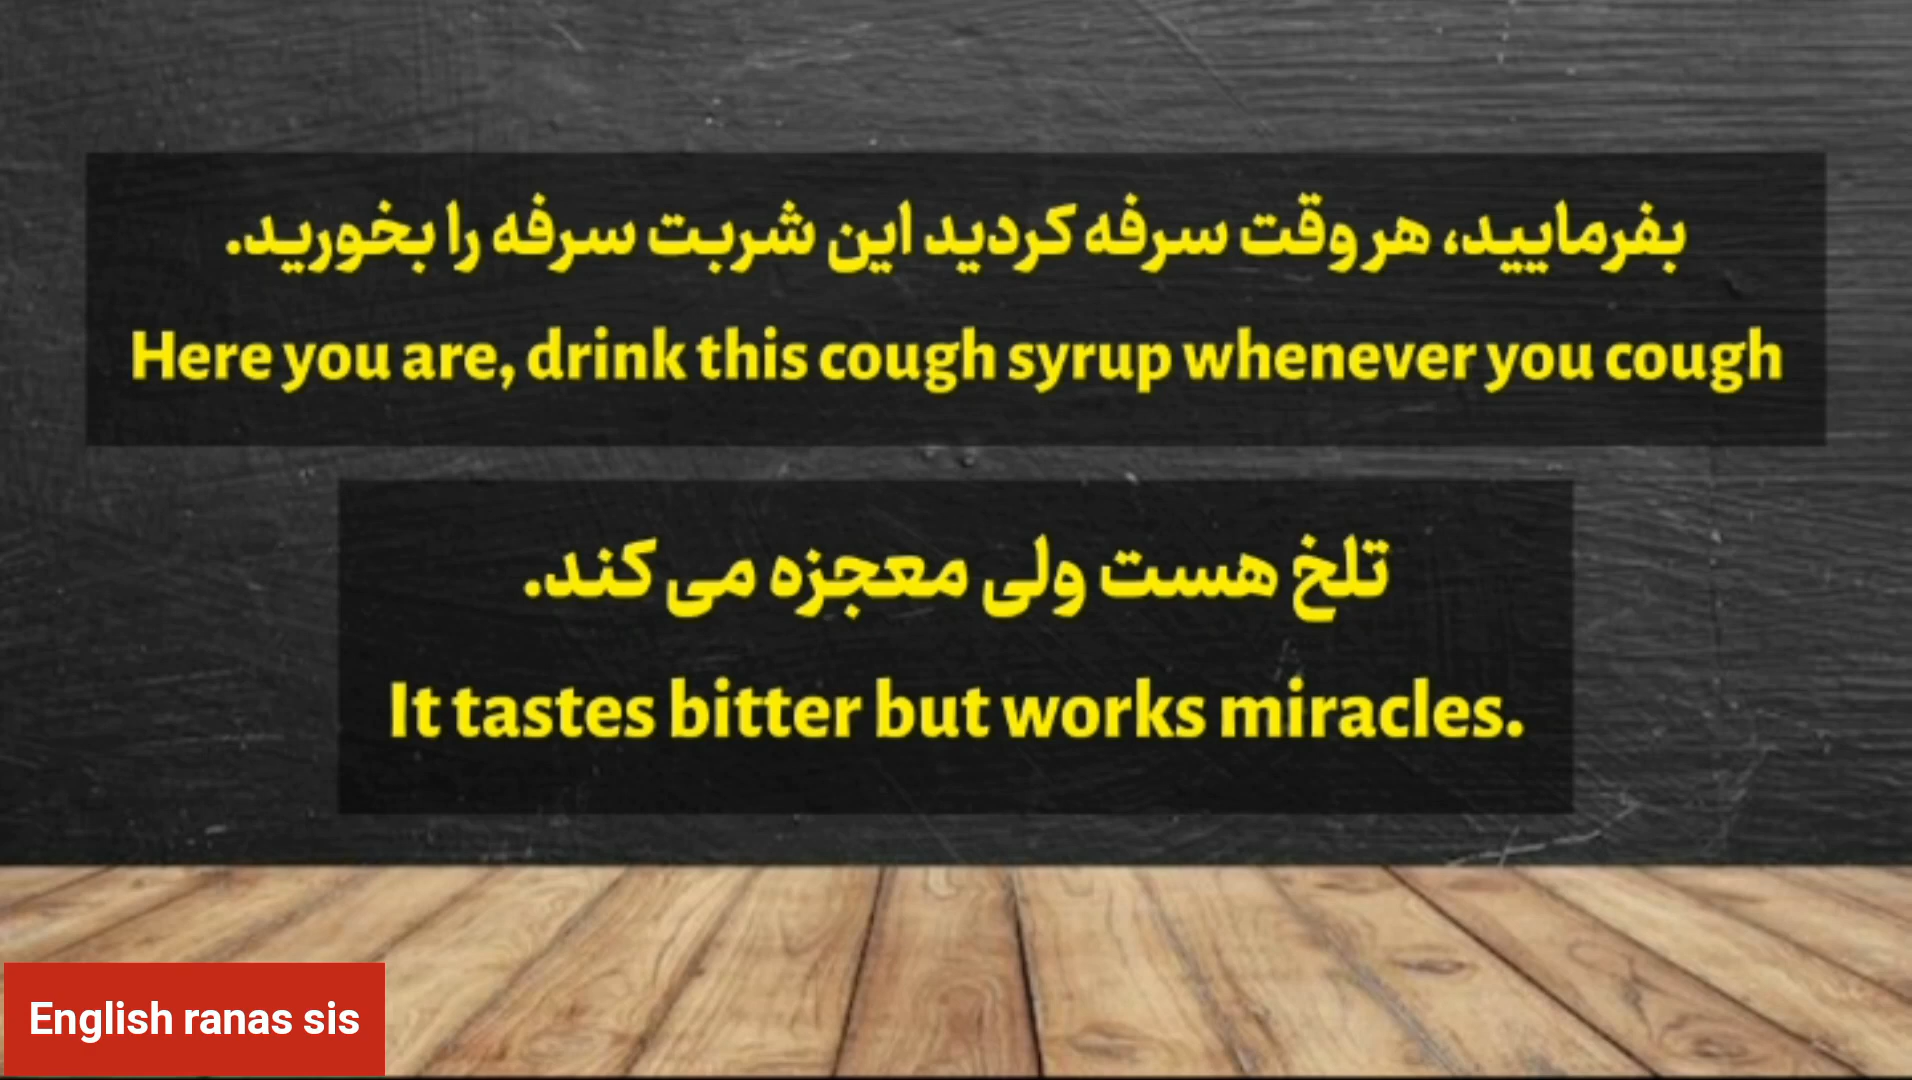 بفرمایید، هر وقت سرفه کردید این شربت سرفه را بخورید.
Here you are, drink this cough syrup whenever you cough
تلخ هست ولی معجزه می کند.
It tastes bitter but works miracles.
English ranas sis